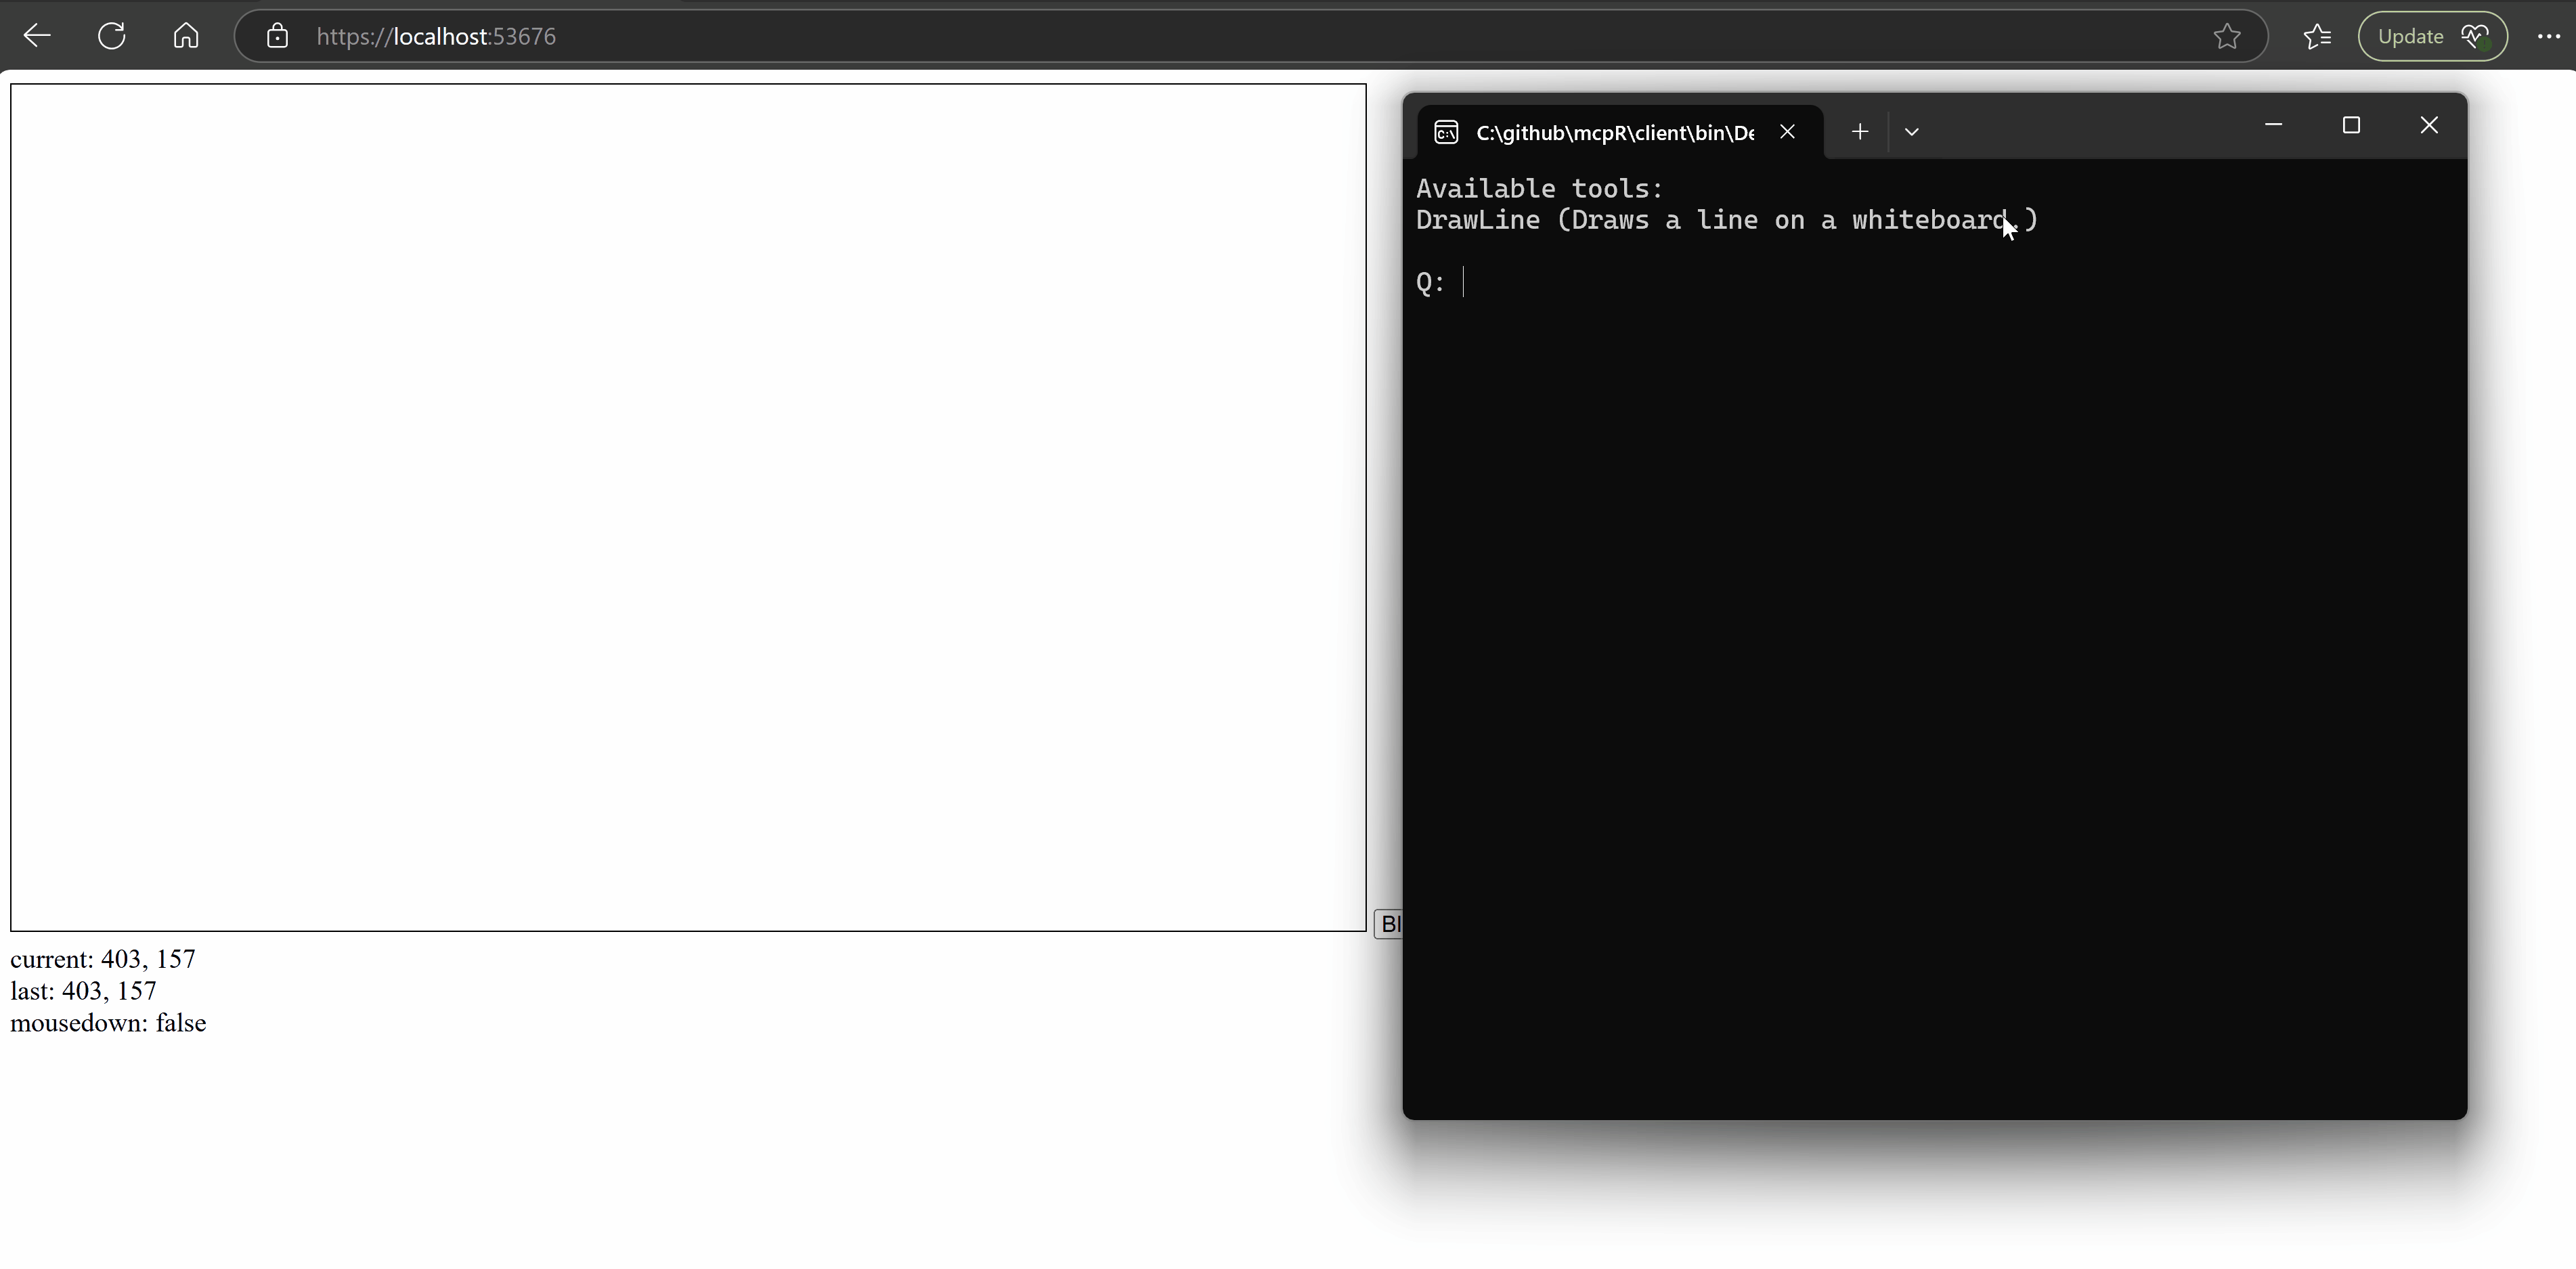 https://localhost:53676
Update
C:\github\mcpR\client\bin\De
Available tools:
DrawLine (Draws a line on a whiteboard.)
Q:
Bl
current: 403, 157
last: 403, 157
mousedown: false